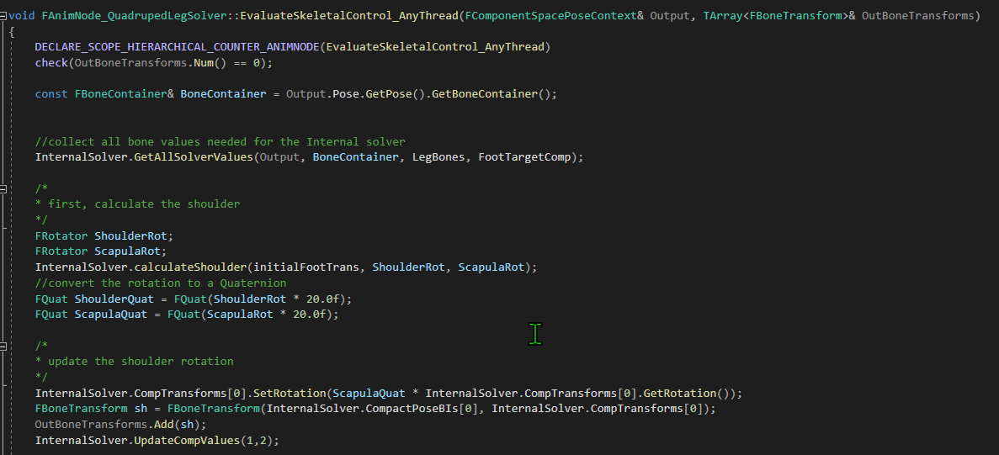 void FAnimNode_QuadrupedLegSolver::EvaluateSkeletalControl_AnyThread(FComponentSpacePoseContext& Output, TArray<FBoneTransform>& OutBoneTransforms)
{
DECLARE_SCOPE_HIERARCHICAL_COUNTER_ANIMNODE(EvaluateSkeletalControl_AnyThread)
check(OutBoneTransforms.Num() == 0);
const FBoneContainer& BoneContainer = Output.Pose.GetPose().GetBoneContainer();
//collect all bone values needed for the Internal solver
InternalSolver.GetAllSolverValues(Output, BoneContainer, LegBones, FootTargetComp);
/*
* first, calculate the shoulder
*/
FRotator ShoulderRot;
FRotator ScapulaRot;
InternalSolver.calculateShoulder(initialFootTrans, ShoulderRot, ScapulaRot);
//convert the rotation to a Quaternion
FQuat ShoulderQuat = FQuat(ShoulderRot * 20.0f);
FQuat ScapulaQuat = FQuat(ScapulaRot * 20.0f);
/*
* update the shoulder rotation
*/
InternalSolver.CompTransforms[0].SetRotation(ScapulaQuat * InternalSolver.CompTransforms[0].GetRotation());
FBoneTransform sh = FBoneTransform(InternalSolver.CompactPoseBIs[0], InternalSolver.CompTransforms[0]);
OutBoneTransforms.Add(sh);
InternalSolver.UpdateCompValues(1,2);